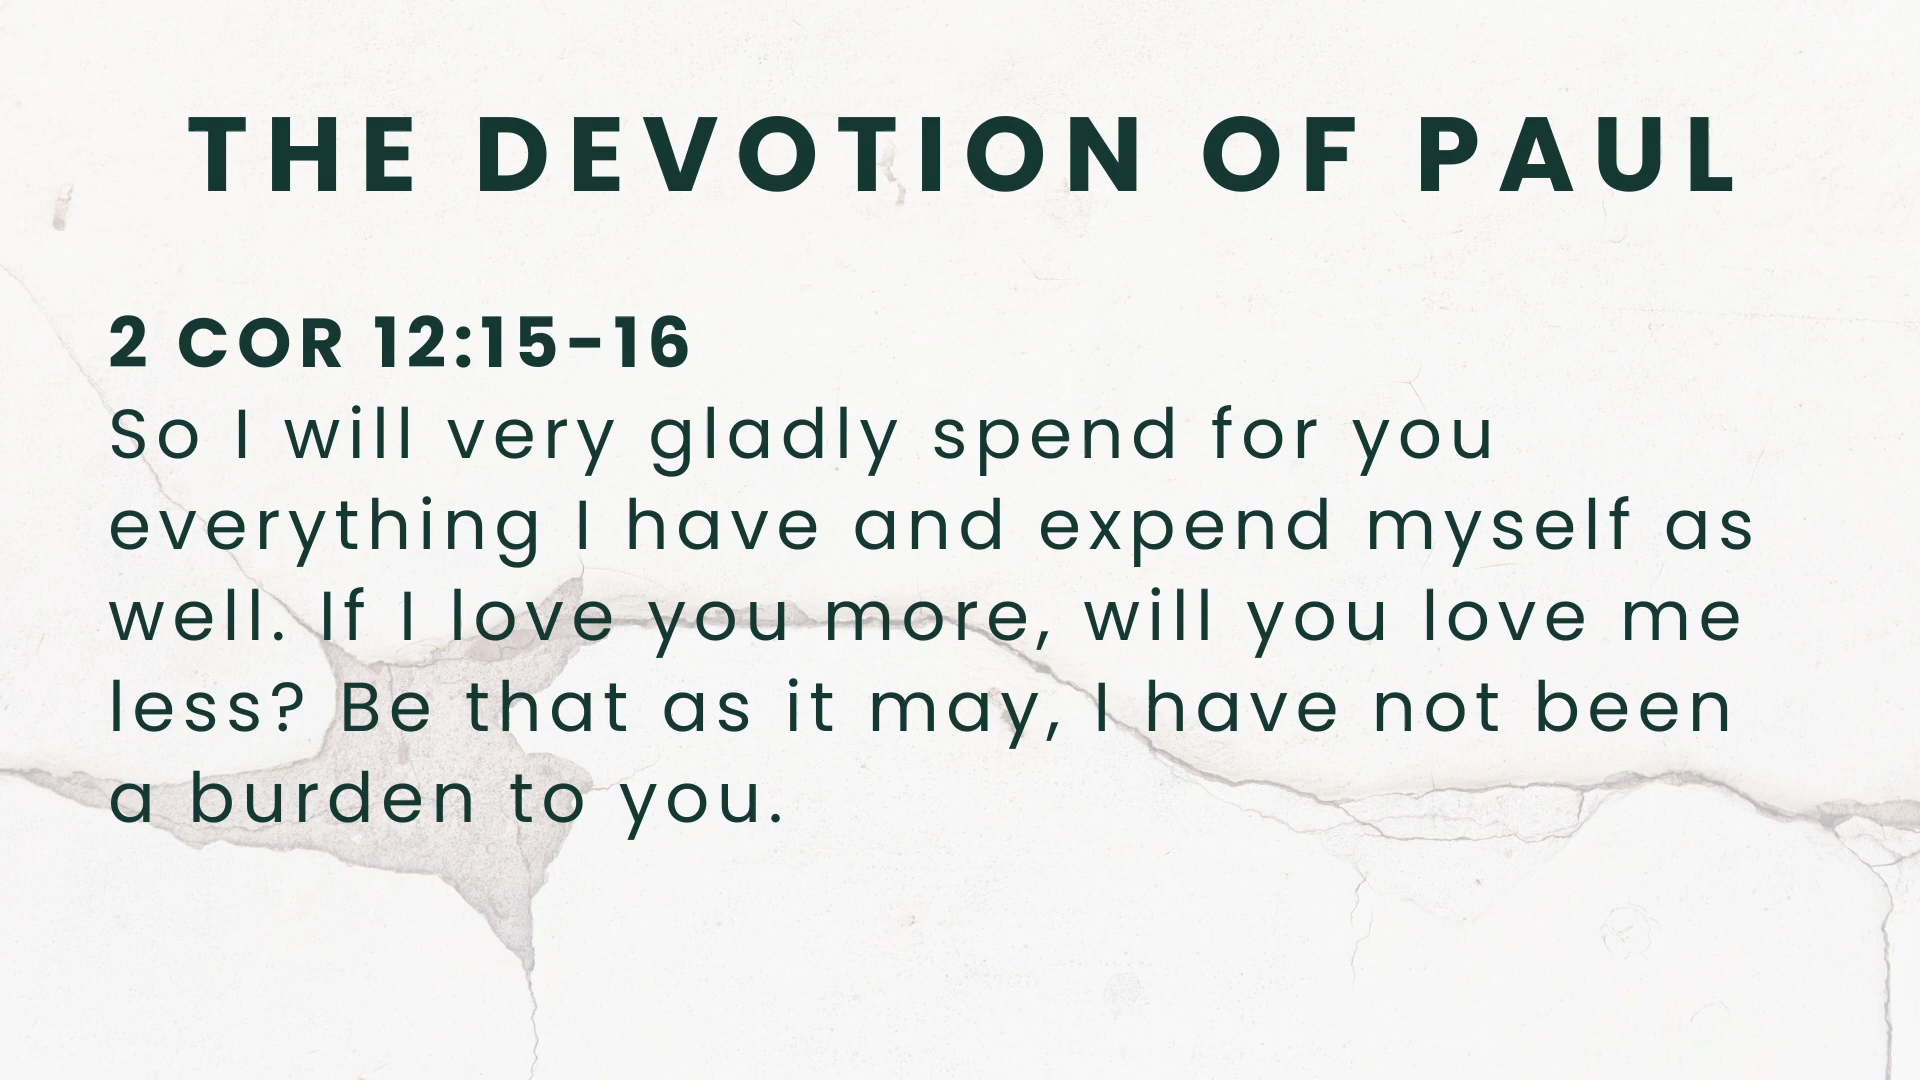 THE DEVOTION OF PAUL
2 COR 12:15-16
So I will very gladly spend for you
everything I have and expend myself as
well. If I love you more, will you love me
less? Be that as it may, I have not been
a burden to you.